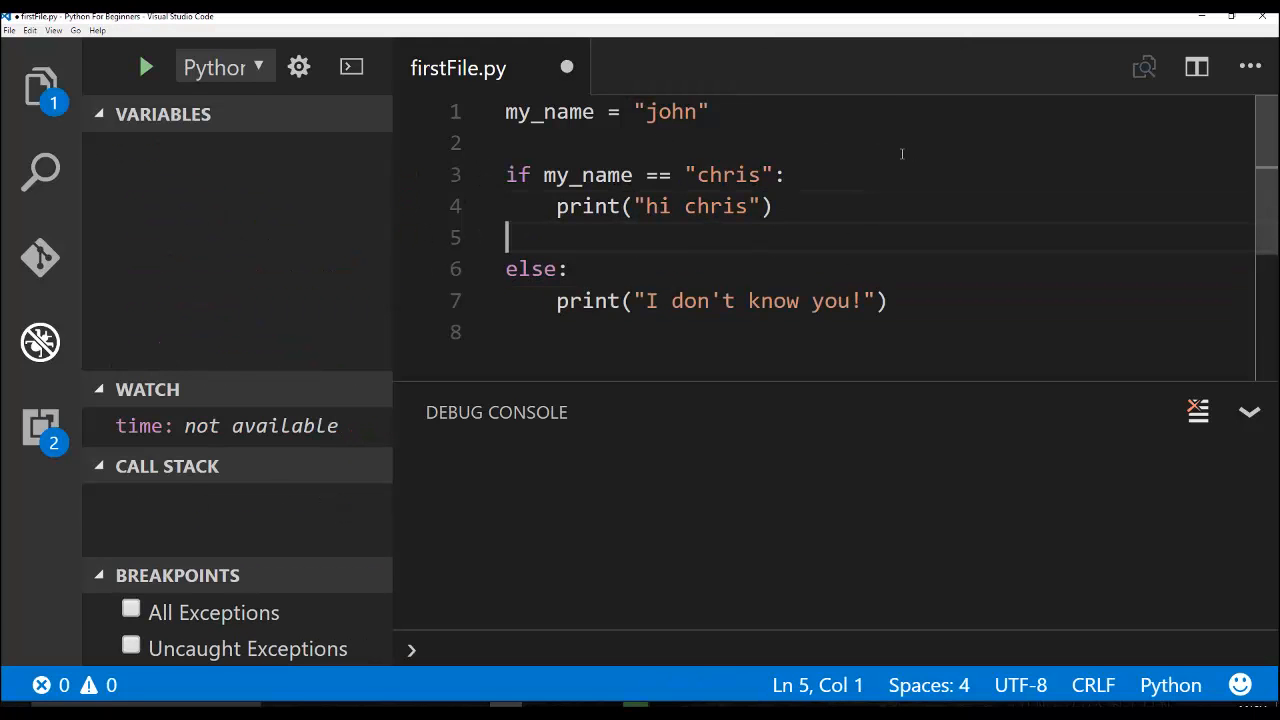 ● firstFile.py - Python For Beginners - Visual Studio Code
File Edit View Go Help
1
Python
firstFile.py
VARIABLES
1 my_name = "john"
2
3 if my_name == "chris":
4 print("hi chris")
5
6 else:
7 print("I don't know you!")
8
WATCH
time: not available
2
CALL STACK
DEBUG CONSOLE
BREAKPOINTS
All Exceptions
Uncaught Exceptions
0 0 Ln 5, Col 1 Spaces: 4 UTF-8 CRLF Python